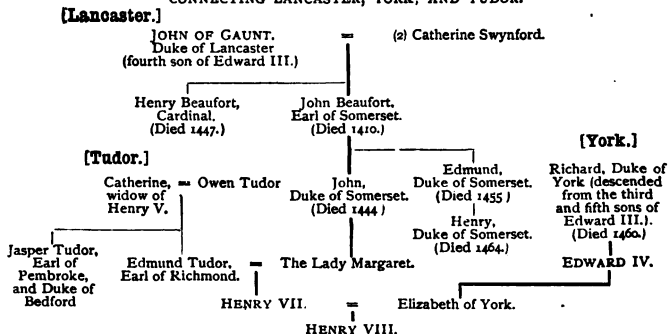 CONNECTING LANCASTER, YORK, AND TUDOR.
[Lancaster.]
JOHN OF GAUNT.
Duke of Lancaster
(fourth son of Edward III.)
=
(2) Catherine Swynford.
Henry Beaufort,
Cardinal.
(Died 1447.)
John Beaufort,
Earl of Somerset.
(Died 1410.)
[Tudor.]
[York.]
Catherine,
widow of
Henry V.
= Owen Tudor
John,
Duke of Somerset.
(Died 1444)
Edmund,
Duke of Somerset.
(Died 1455)
Henry,
Duke of Somerset.
(Died 1464.)
Richard, Duke of
York (descended
from the third
and fifth sons of
Edward III.).
(Died 1460.)
Jasper Tudor,
Earl of
Pembroke,
and Duke of
Bedford
Edmund Tudor,
Earl of Richmond.
=
The Lady Margaret.
EDWARD IV.
HENRY VII.
=
Elizabeth of York.
HENRY VIII.